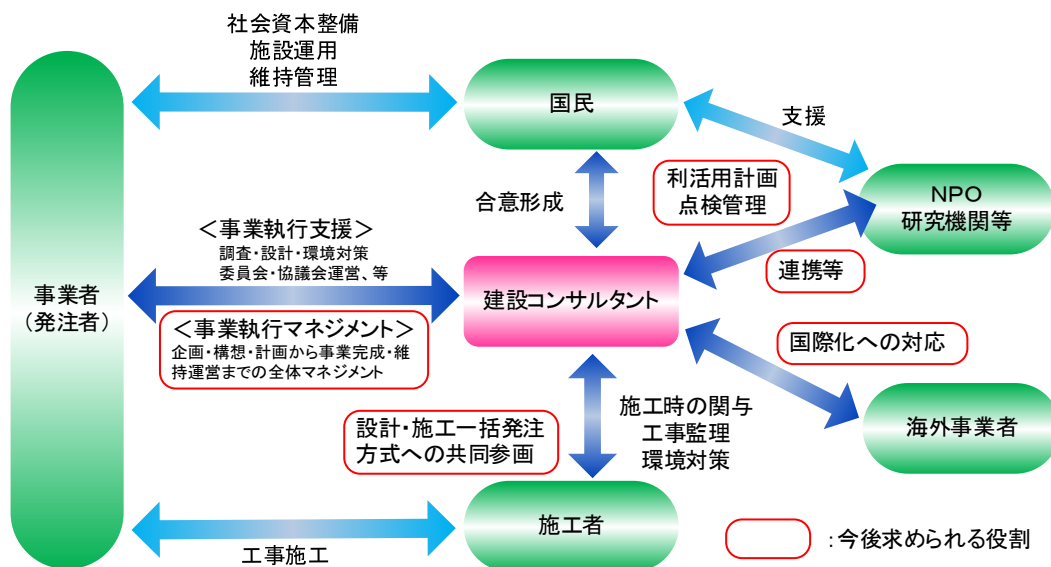 社会資本整備
施設運用
維持管理
国民
支援
合意形成
利活用計画
点検管理
NPO
研究機関等
連携等
事業者
（発注者）
＜事業執行支援＞
調査・設計・環境対策
委員会・協議会運営、等
＜事業執行マネジメント＞
企画・構想・計画から事業完成・維
持運営までの全体マネジメント
建設コンサルタント
国際化への対応
海外事業者
設計・施工一括発注
方式への共同参画
施工時の関与
工事監理
環境対策
施工者
工事施工
：今後求められる役割